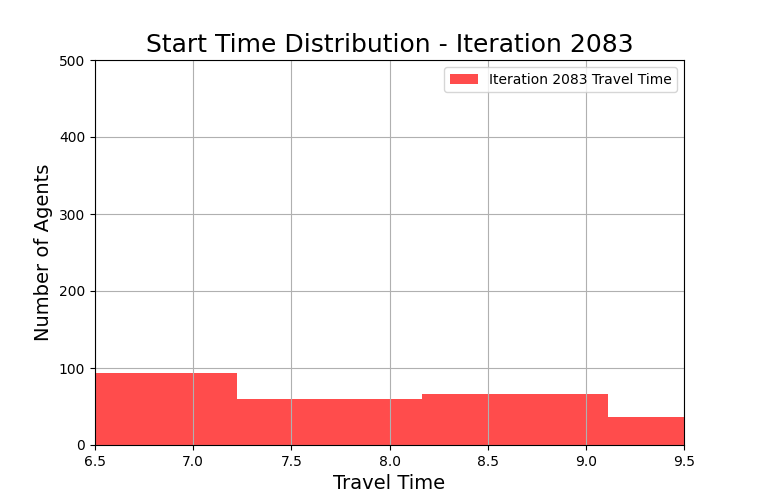 Start Time Distribution - Iteration 2083
500
400
300
200
100
0
Number of Agents
Iteration 2083 Travel Time
6.5 7.0 7.5 8.0 8.5 9.0 9.5
Travel Time